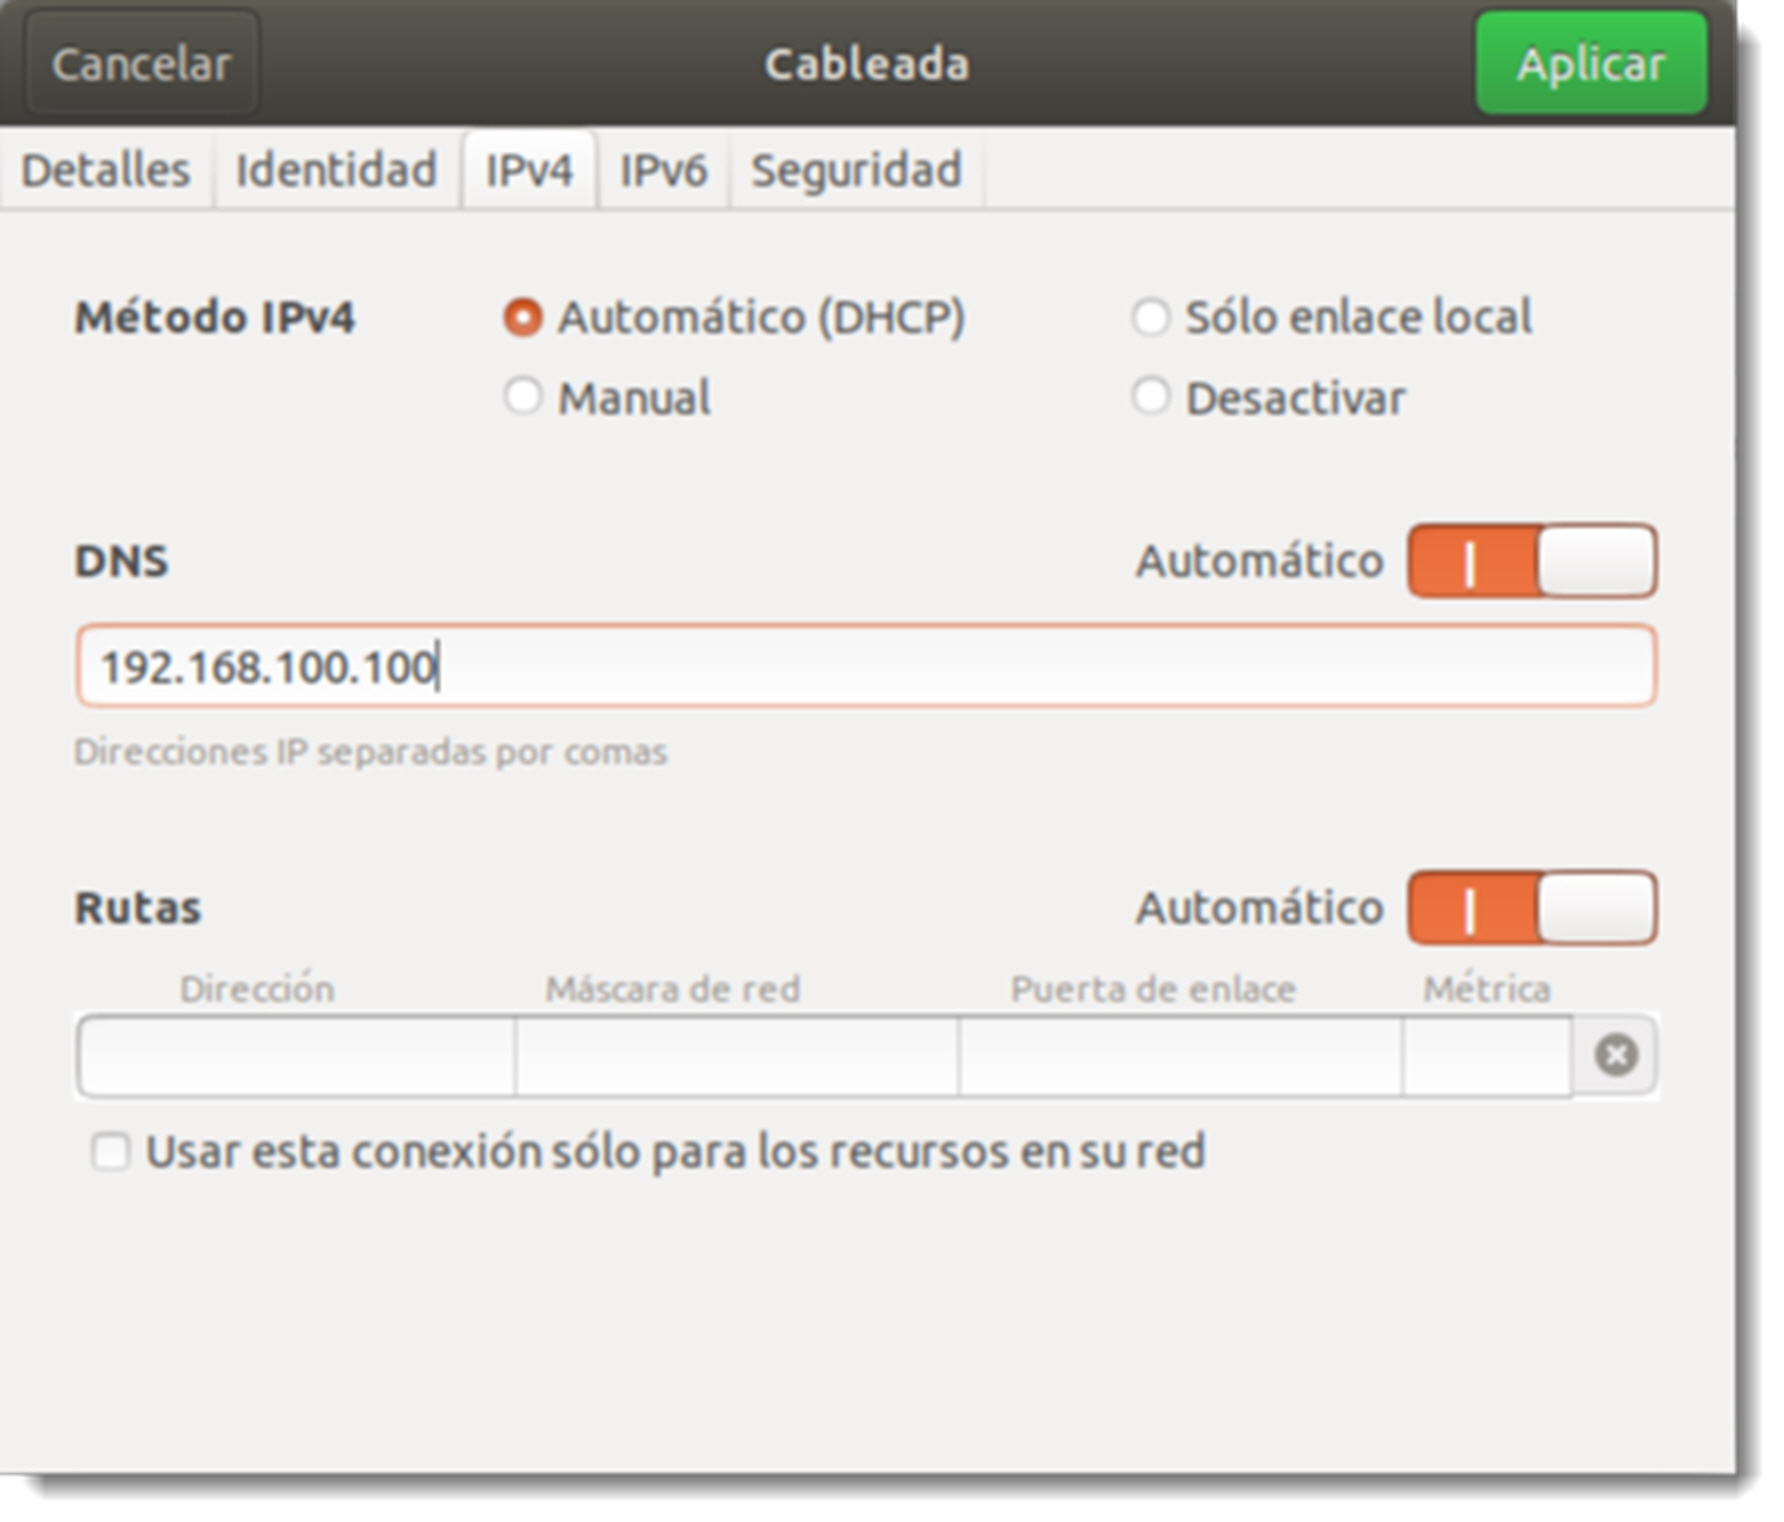 Cancelar Cableada Aplicar
Detalles Identidad IPv4 IPv6 Seguridad
Método IPv4 Automático (DHCP) Sólo enlace local
Manual Desactivar
DNS Automático
192.168.100.100
Direcciones IP separadas por comas
Rutas Automático
Dirección Máscara de red Puerta de enlace Métrica
Usar esta conexión sólo para los recursos en su red